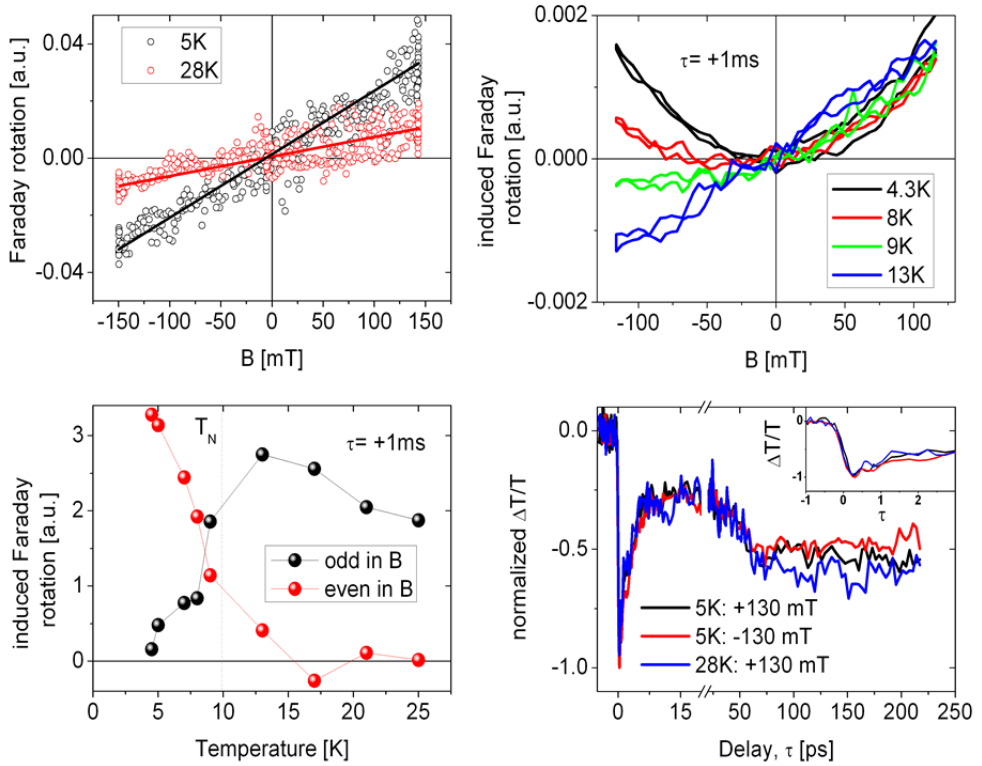 Faraday rotation [a.u.]
0.04
0.00
-0.04
5K
28K
-150 -100 -50 0 50 100 150
B [mT]
induced Faraday
rotation [a.u.]
0.002
0.000
-0.002
τ= +1ms
4.3K
8K
9K
13K
-100 -50 0 50 100
B [mT]
induced Faraday
rotation [a.u.]
3
2
1
0
TN
τ= +1ms
odd in B
even in B
0 5 10 15 20 25
Temperature [K]
normalized ΔT/T
0.0
-0.5
-1.0
ΔT/T
0
-1
-1 0 1 2
τ
5K: +130 mT
5K: -130 mT
28K: +130 mT
0 15 50 100 150 200 250
Delay, τ [ps]